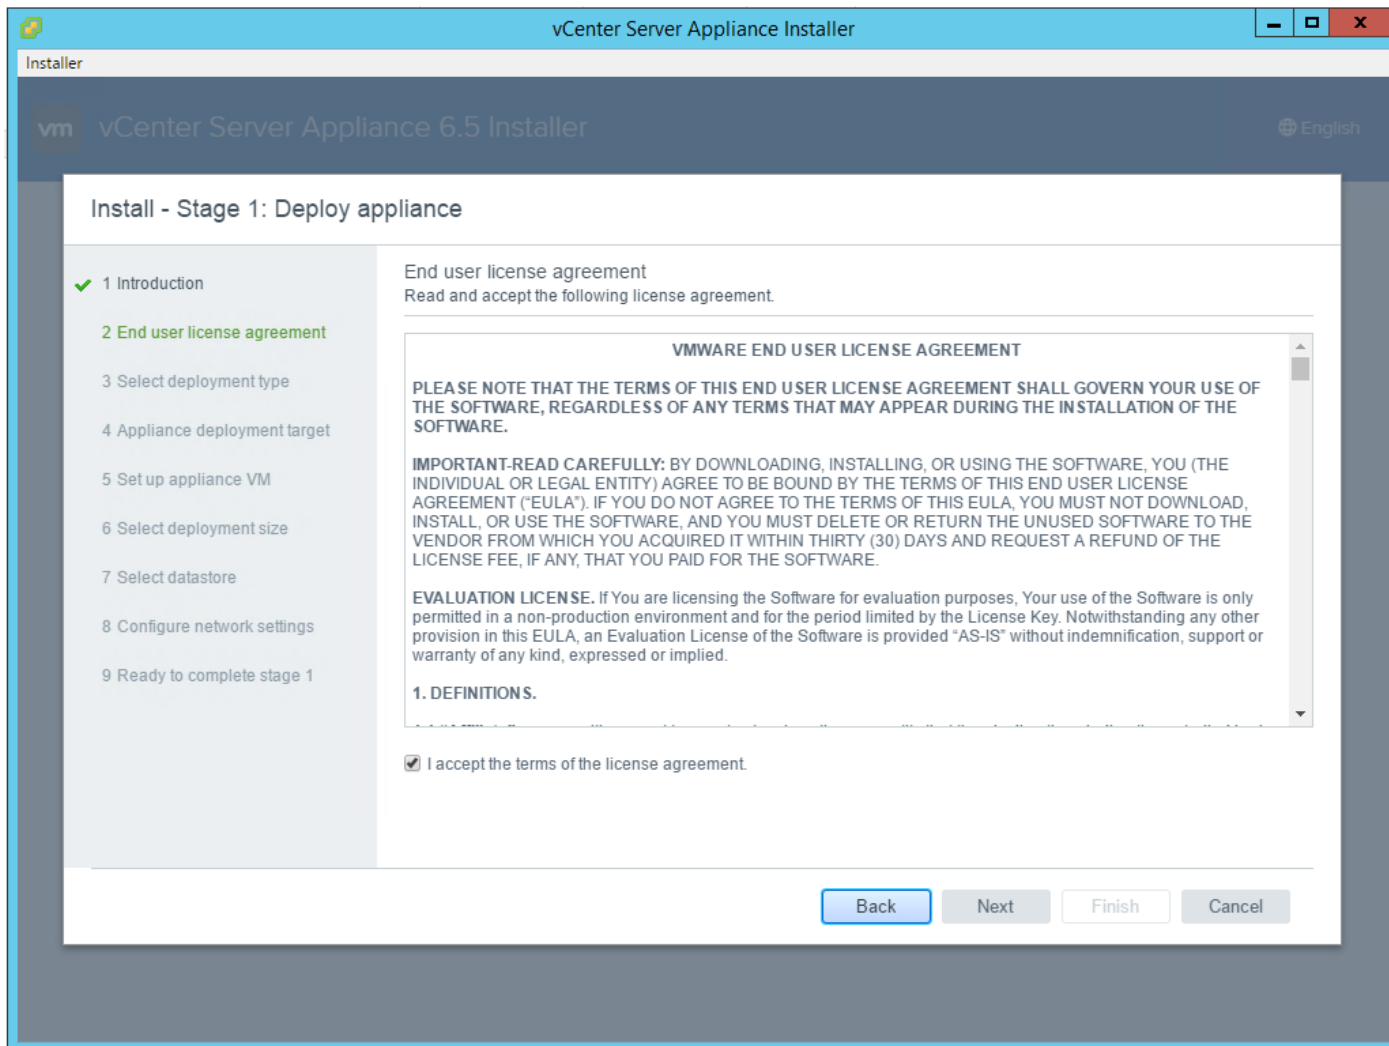 vCenter Server Appliance Installer
Installer
vm vCenter Server Appliance 6.5 Installer
English
Install - Stage 1: Deploy appliance
1 Introduction
2 End user license agreement
3 Select deployment type
4 Appliance deployment target
5 Set up appliance VM
6 Select deployment size
7 Select datastore
8 Configure network settings
9 Ready to complete stage 1
End user license agreement
Read and accept the following license agreement.
VMWARE END USER LICENSE AGREEMENT
PLEASE NOTE THAT THE TERMS OF THIS END USER LICENSE AGREEMENT SHALL GOVERN YOUR USE OF
THE SOFTWARE, REGARDLESS OF ANY TERMS THAT MAY APPEAR DURING THE INSTALLATION OF THE
SOFTWARE.
IMPORTANT-READ CAREFULLY: BY DOWNLOADING, INSTALLING, OR USING THE SOFTWARE, YOU (THE
INDIVIDUAL OR LEGAL ENTITY) AGREE TO BE BOUND BY THE TERMS OF THIS END USER LICENSE
AGREEMENT (“EULA”). IF YOU DO NOT AGREE TO THE TERMS OF THIS EULA, YOU MUST NOT DOWNLOAD,
INSTALL, OR USE THE SOFTWARE, AND YOU MUST DELETE OR RETURN THE UNUSED SOFTWARE TO THE
VENDOR FROM WHICH YOU ACQUIRED IT WITHIN THIRTY (30) DAYS AND REQUEST A REFUND OF THE
LICENSE FEE, IF ANY, THAT YOU PAID FOR THE SOFTWARE.
EVALUATION LICENSE. If You are licensing the Software for evaluation purposes, Your use of the Software is only
permitted in a non-production environment and for the period limited by the License Key. Notwithstanding any other
provision in this EULA, an Evaluation License of the Software is provided “AS-IS” without indemnification, support or
warranty of any kind, expressed or implied.
1. DEFINITIONS.
I accept the terms of the license agreement.
Back
Next
Finish
Cancel